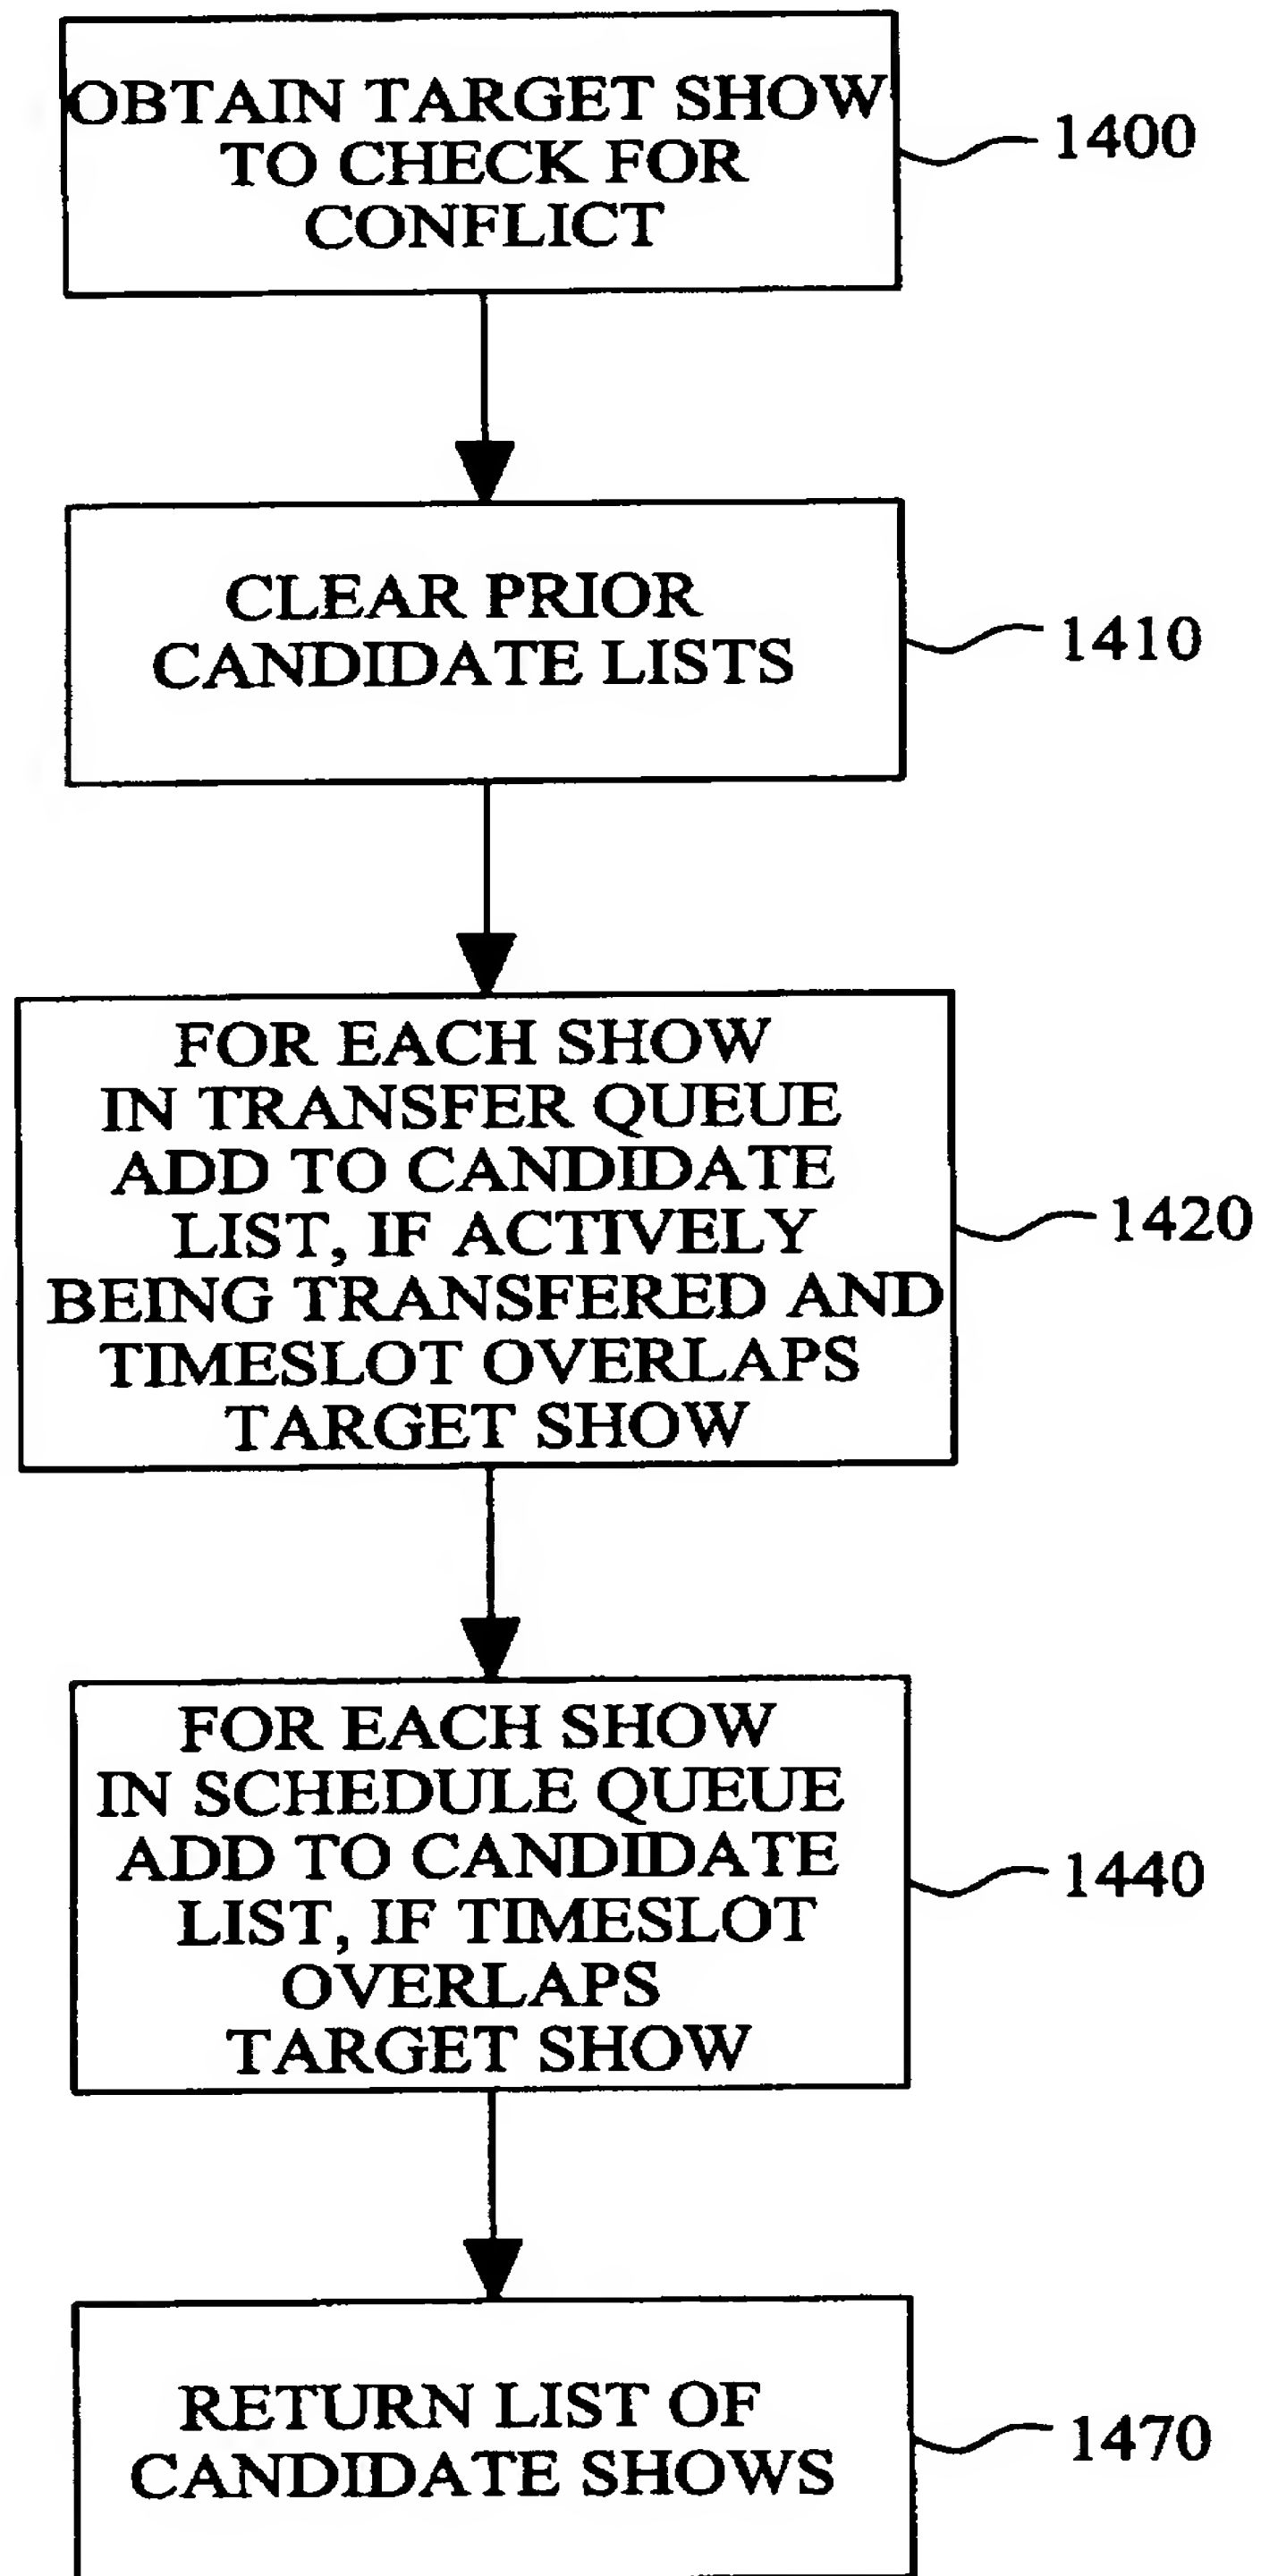 OBTAIN TARGET SHOW
TO CHECK FOR
CONFLICT
1400
CLEAR PRIOR
CANDIDATE LISTS
1410
FOR EACH SHOW
IN TRANSFER QUEUE
ADD TO CANDIDATE
LIST, IF ACTIVELY
BEING TRANSFERED AND
TIMESLOT OVERLAPS
TARGET SHOW
1420
FOR EACH SHOW
IN SCHEDULE QUEUE
ADD TO CANDIDATE
LIST, IF TIMESLOT
OVERLAPS
TARGET SHOW
1440
RETURN LIST OF
CANDIDATE SHOWS
1470